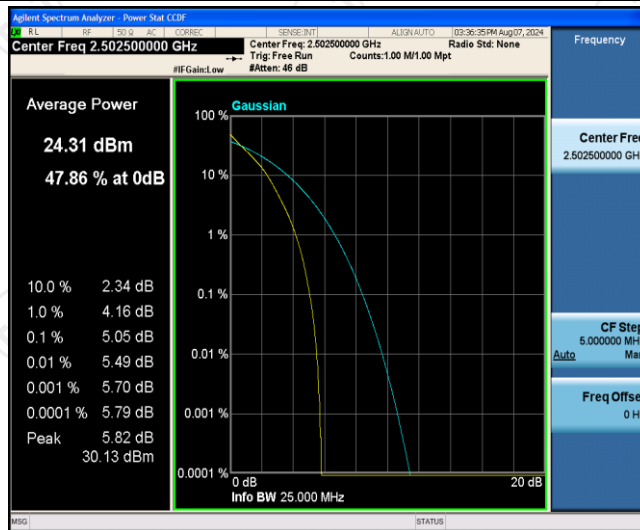 Agilent Spectrum Analyzer - Power Stat CCDF
RL RF 50 Ω AC CORREC SENSE:INT ALIGN AUTO 03:36:35 PM Aug 07, 2024
Center Freq 2.502500000 GHz
Center Freq: 2.502500000 GHz Radio Std: None
Trig: Free Run Counts:1.00 M/1.00 Mpt
#IFGain:Low #Atten: 46 dB
Frequency
Average Power
24.31 dBm
47.86 % at 0dB
10.0 % 2.34 dB
1.0 % 4.16 dB
0.1 % 5.05 dB
0.01 % 5.49 dB
0.001 % 5.70 dB
0.0001 % 5.79 dB
Peak 5.82 dB
30.13 dBm
Gaussian
100 %
10 %
1 %
0.1 %
0.01 %
0.001 %
0.0001 %
0 dB 20 dB
Info BW 25.000 MHz
Center Freq
2.502500000 GH
CF Step
5.000000 MH
Auto Ma
Freq Offse
0 H
MSG STATUS